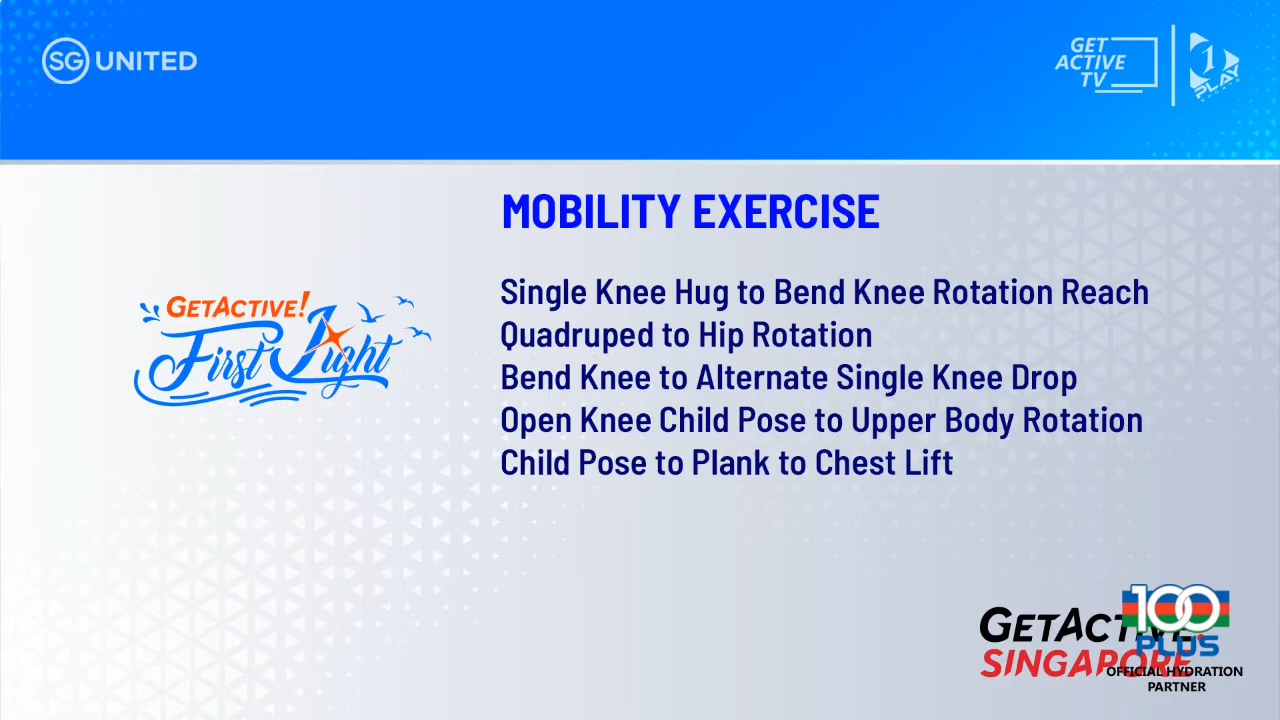 SG UNITED
GET
ACTIVE
TV
1
PLAY
MOBILITY EXERCISE
Single Knee Hug to Bend Knee Rotation Reach
Quadruped to Hip Rotation
Bend Knee to Alternate Single Knee Drop
Open Knee Child Pose to Upper Body Rotation
Child Pose to Plank to Chest Lift
GETACTIVE!
First Light
GETACTIVE
SINGAPORE
100
PLUS
OFFICIAL HYDRATION
PARTNER